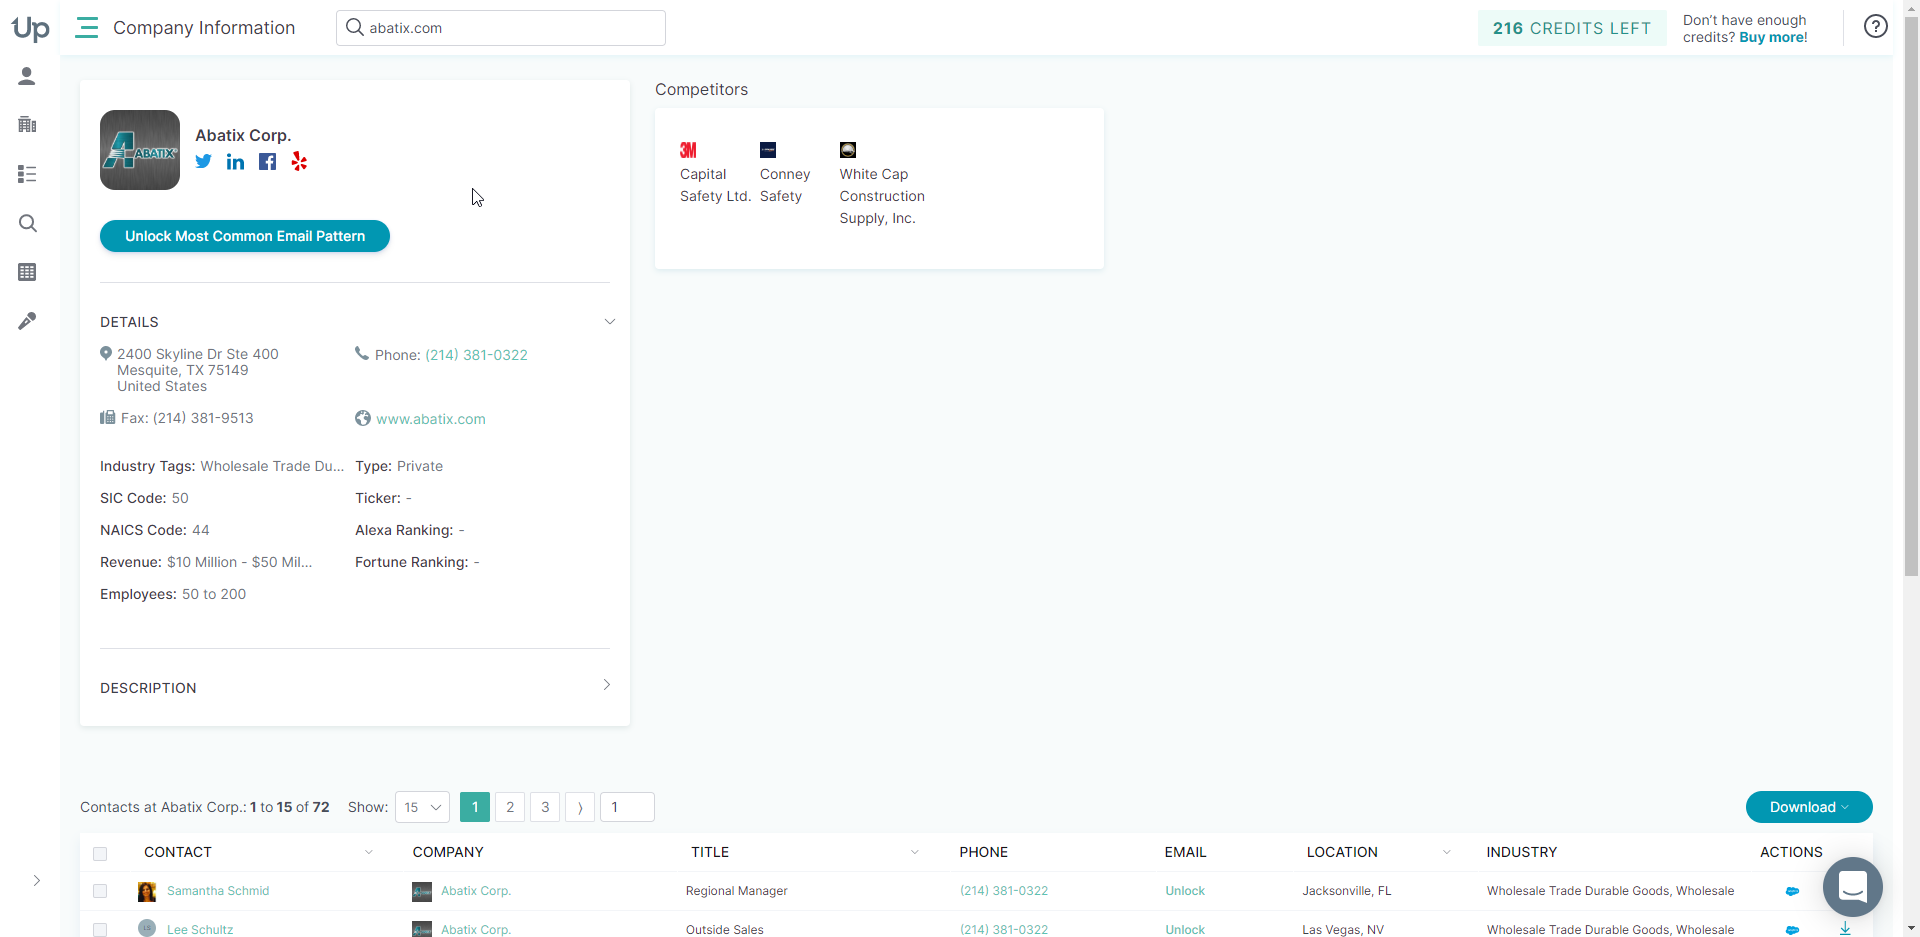 Up
Company Information
abatix.com
216 CREDITS LEFT
Don't have enough
credits? Buy more!
?
ABATIX
Abatix Corp.
Unlock Most Common Email Pattern
DETAILS
2400 Skyline Dr Ste 400
Mesquite, TX 75149
United States
Phone: (214) 381-0322
Fax: (214) 381-9513
www.abatix.com
Industry Tags: Wholesale Trade Du...
Type: Private
SIC Code: 50
Ticker: -
NAICS Code: 44
Alexa Ranking: -
Revenue: $10 Million - $50 Mil...
Fortune Ranking: -
Employees: 50 to 200
DESCRIPTION
Competitors
3M
Capital
Safety Ltd.
Conney
Safety
White Cap
Construction
Supply, Inc.
Contacts at Abatix Corp.: 1 to 15 of 72
Show: 15
1 2 3 ⟩ 1
Download
CONTACT COMPANY TITLE PHONE EMAIL LOCATION INDUSTRY ACTIONS
Samantha Schmid Abatix Corp. Regional Manager (214) 381-0322 Unlock Jacksonville, FL Wholesale Trade Durable Goods, Wholesale
LS Lee Schultz Abatix Corp. Outside Sales (214) 381-0322 Unlock Las Vegas, NV Wholesale Trade Durable Goods, Wholesale